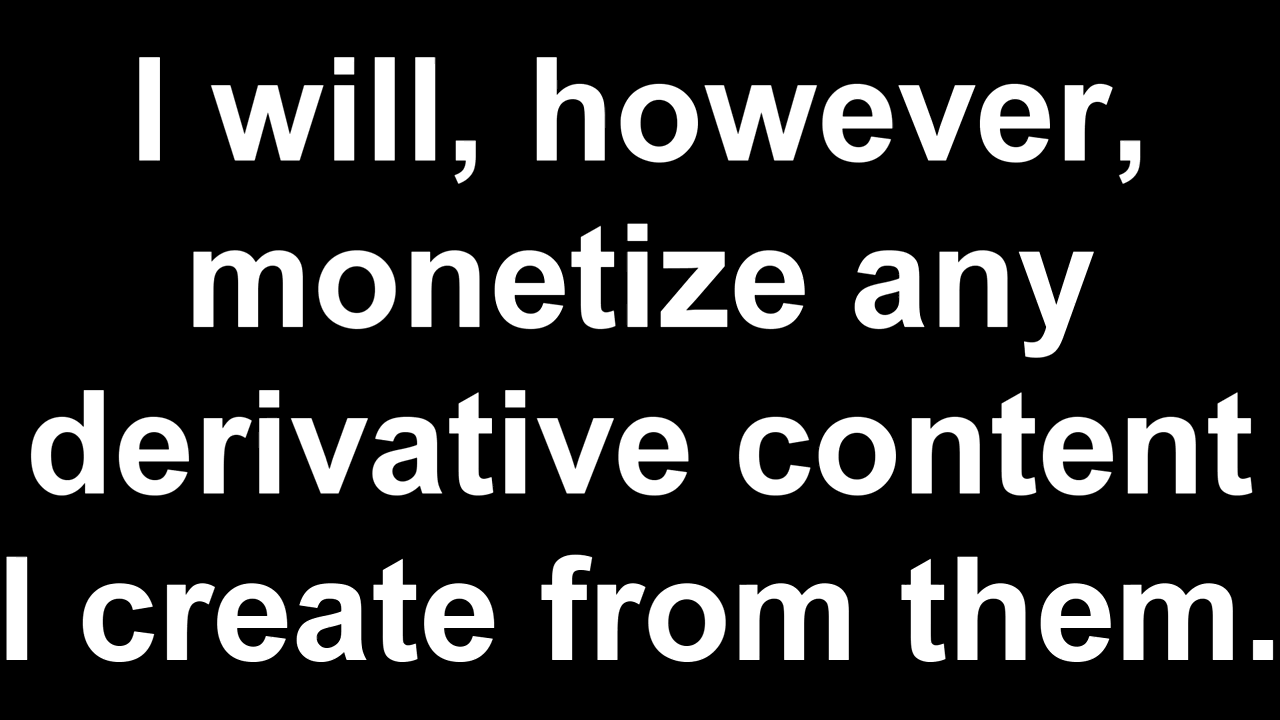 I will, however,
monetize any
derivative content
I create from them.